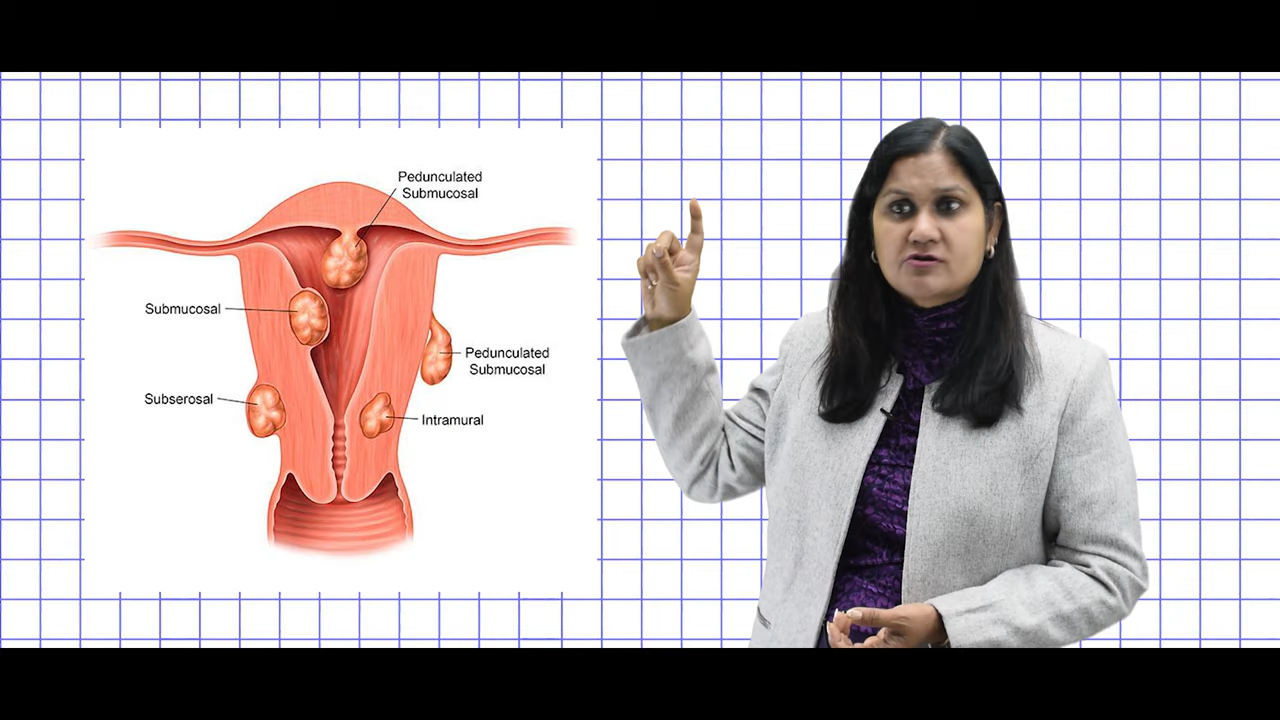 Pedunculated
Submucosal
Submucosal
Pedunculated
Submucosal
Subserosal
Intramural